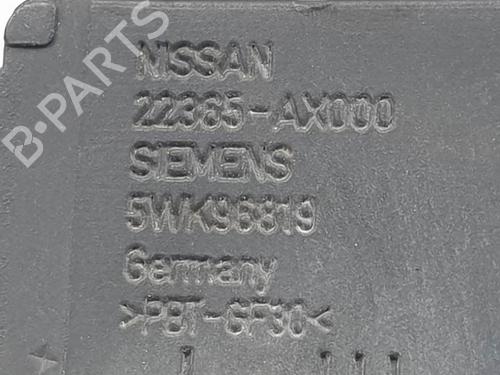 B-PARTS
NISSAN
22365-AX000
SIEMENS
5WK96819
Germany
>PBT-GF30<